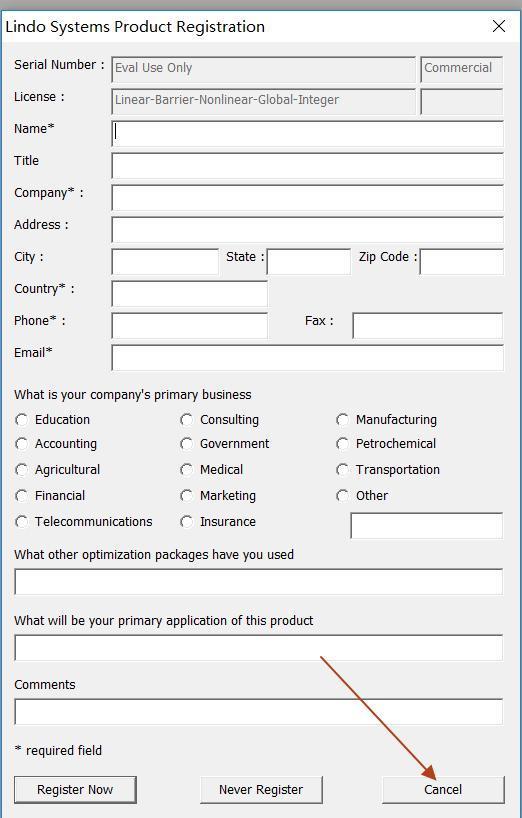 Lindo Systems Product Registration
Serial Number : Eval Use Only Commercial
License : Linear-Barrier-Nonlinear-Global-Integer
Name*
Title
Company* :
Address :
City : State : Zip Code :
Country* :
Phone* : Fax :
Email*
What is your company's primary business
Education Consulting Manufacturing
Accounting Government Petrochemical
Agricultural Medical Transportation
Financial Marketing Other
Telecommunications Insurance
What other optimization packages have you used
What will be your primary application of this product
Comments
* required field
Register Now Never Register Cancel